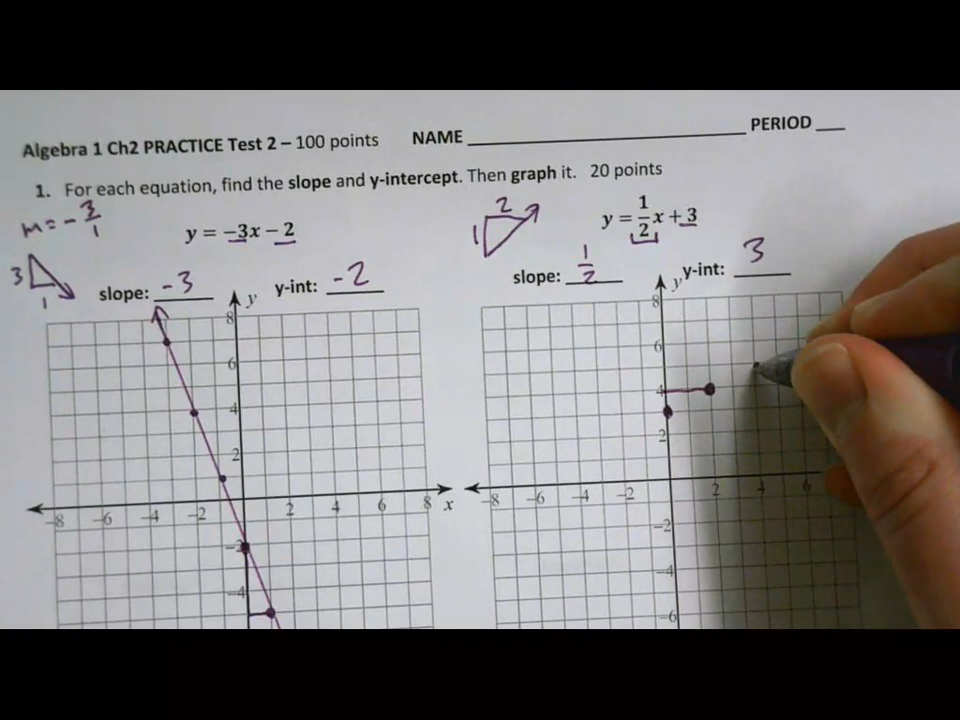 Algebra 1 Ch2 PRACTICE Test 2 – 100 points NAME ____________ PERIOD ___
1. For each equation, find the slope and y-intercept. Then graph it. 20 points
m = -3/1
y = -3x - 2
3
1
slope: -3 y-int: -2
2
1
y = 1/2 x + 3
slope: 1/2 y-int: 3
y
8
6
4
2
-8 -6 -4 -2 2 4 6 8 x
-2
-4
y
8
6
4
2
-8 -6 -4 -2 2 4 6
-2
-4
-6